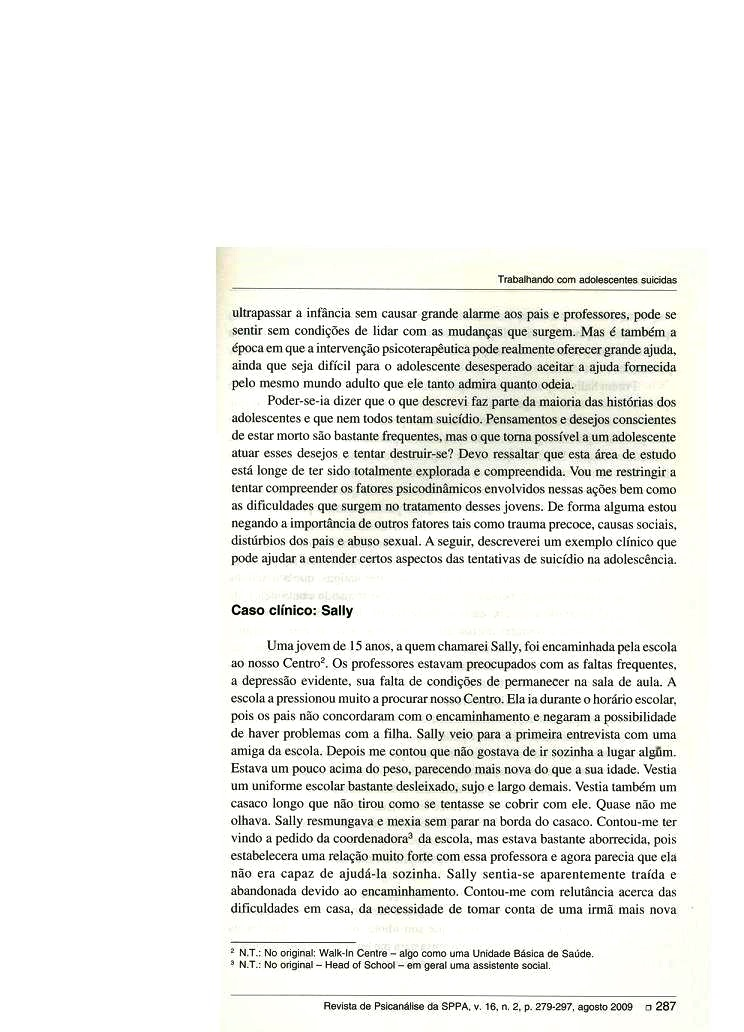 Trabalhando com adolescentes suicidas
ultrapassar a infância sem causar grande alarme aos pais e professores, pode se
sentir sem condições de lidar com as mudanças que surgem. Mas é também a
época em que a intervenção psicoterapêutica pode realmente oferecer grande ajuda,
ainda que seja difícil para o adolescente desesperado aceitar a ajuda fornecida
pelo mesmo mundo adulto que ele tanto admira quanto odeia.
Poder-se-ia dizer que o que descrevi faz parte da maioria das histórias dos
adolescentes e que nem todos tentam suicídio. Pensamentos e desejos conscientes
de estar morto são bastante frequentes, mas o que torna possível a um adolescente
atuar esses desejos e tentar destruir-se? Devo ressaltar que esta área de estudo
está longe de ter sido totalmente explorada e compreendida. Vou me restringir a
tentar compreender os fatores psicodinâmicos envolvidos nessas ações bem como
as dificuldades que surgem no tratamento desses jovens. De forma alguma estou
negando a importância de outros fatores tais como trauma precoce, causas sociais,
distúrbios dos pais e abuso sexual. A seguir, descreverei um exemplo clínico que
pode ajudar a entender certos aspectos das tentativas de suicídio na adolescência.
Caso clínico: Sally
Uma jovem de 15 anos, a quem chamarei Sally, foi encaminhada pela escola
ao nosso Centro². Os professores estavam preocupados com as faltas frequentes,
a depressão evidente, sua falta de condições de permanecer na sala de aula. A
escola a pressionou muito a procurar nosso Centro. Ela ia durante o horário escolar,
pois os pais não concordaram com o encaminhamento e negaram a possibilidade
de haver problemas com a filha. Sally veio para a primeira entrevista com uma
amiga da escola. Depois me contou que não gostava de ir sozinha a lugar algum.
Estava um pouco acima do peso, parecendo mais nova do que a sua idade. Vestia
um uniforme escolar bastante desleixado, sujo e largo demais. Vestia também um
casaco longo que não tirou como se tentasse se cobrir com ele. Quase não me
olhava. Sally resmungava e mexia sem parar na borda do casaco. Contou-me ter
vindo a pedido da coordenadora³ da escola, mas estava bastante aborrecida, pois
estabelecera uma relação muito forte com essa professora e agora parecia que ela
não era capaz de ajudá-la sozinha. Sally sentia-se aparentemente traída e
abandonada devido ao encaminhamento. Contou-me com relutância acerca das
dificuldades em casa, da necessidade de tomar conta de uma irmã mais nova
² N.T.: No original: Walk-In Centre – algo como uma Unidade Básica de Saúde.
³ N.T.: No original – Head of School – em geral uma assistente social.
Revista de Psicanálise da SPPA, v. 16, n. 2, p. 279-297, agosto 2009 □ 287